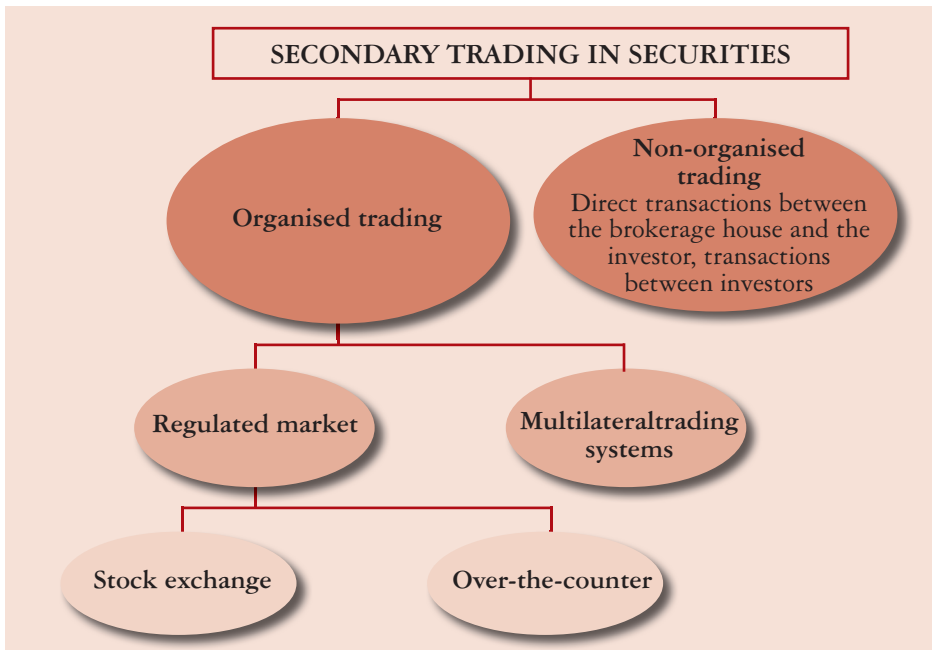 SECONDARY TRADING IN SECURITIES
Organised trading
Non-organised
trading
Direct transactions between
the brokerage house and the
investor, transactions
between investors
Regulated market
Multilateraltrading
systems
Stock exchange
Over-the-counter